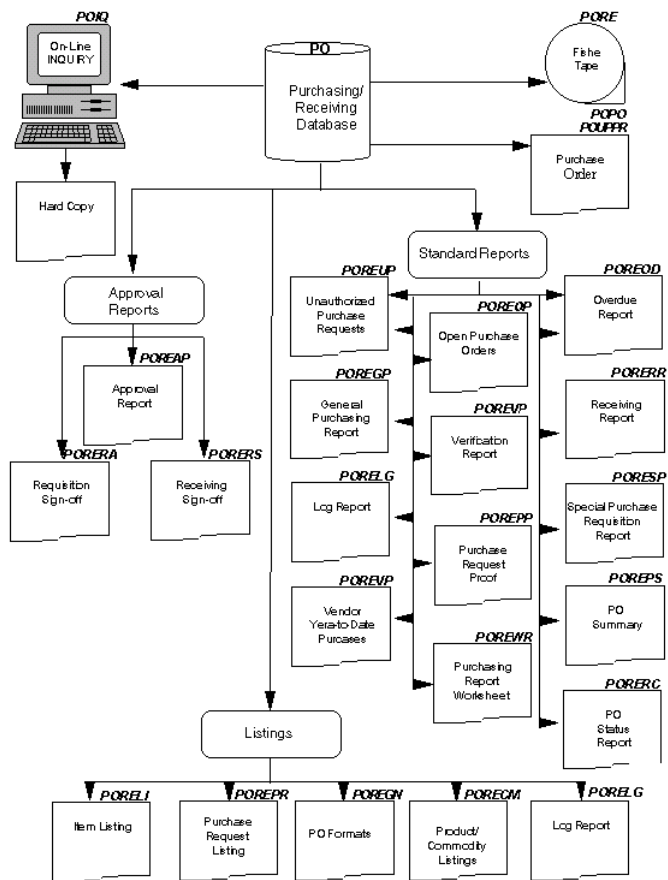 POIQ
On-Line
INQUIRY
PO
Purchasing/
Receiving
Database
PORE
Fishe
Tape
POPO
POUPPR
Purchase
Order
Hard Copy
Standard Reports
Approval
Reports
POREUP
Unauthorized
Purchase
Requests
POREOP
Open Purchase
Orders
POREOD
Overdue
Report
POREAP
Approval
Report
POREGP
General
Purchasing
Report
POREVP
Verification
Report
PORERR
Receiving
Report
PORERA
Requisition
Sign-off
PORERS
Receiving
Sign-off
PORELG
Log Report
POREPP
Purchase
Request
Proof
PORESP
Special Purchase
Requisition
Report
POREVP
Vendor
Yera-to Date
Purcases
POREWR
Purchasing
Report
Worksheet
POREPS
PO
Summary
PORERC
PO
Status
Report
Listings
PORELI
Item Listing
POREPR
Purchase
Request
Listing
POREGN
PO Formats
PORECM
Product/
Commodity
Listings
PORELG
Log Report